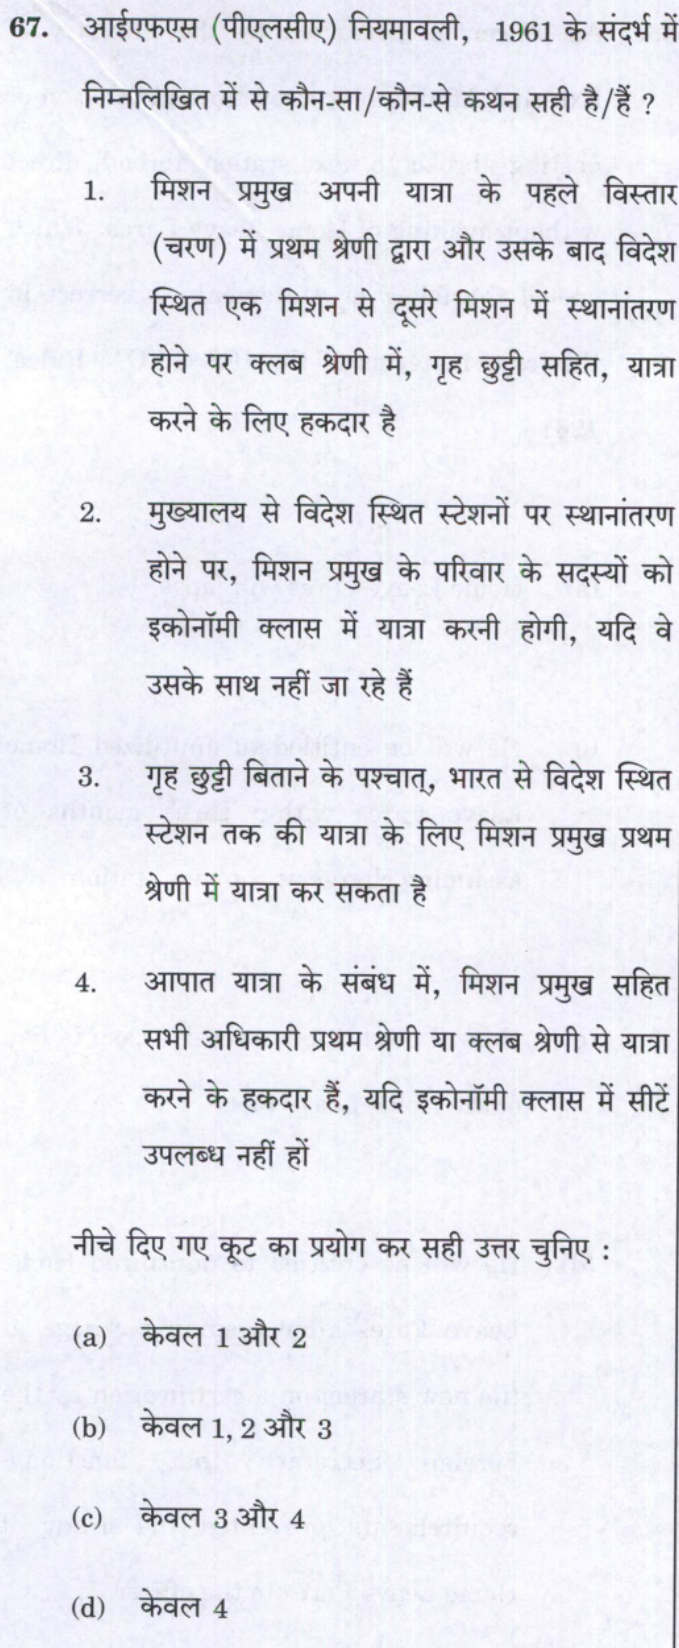 67. आईएफएस (पीएलसीए) नियमावली, 1961 के संदर्भ में
निम्नलिखित में से कौन-सा/कौन-से कथन सही है/हैं ?
1. मिशन प्रमुख अपनी यात्रा के पहले विस्तार
(चरण) में प्रथम श्रेणी द्वारा और उसके बाद विदेश
स्थित एक मिशन से दूसरे मिशन में स्थानांतरण
होने पर क्लब श्रेणी में, गृह छुट्टी सहित, यात्रा
करने के लिए हकदार है
2. मुख्यालय से विदेश स्थित स्टेशनों पर स्थानांतरण
होने पर, मिशन प्रमुख के परिवार के सदस्यों को
इकोनॉमी क्लास में यात्रा करनी होगी, यदि वे
उसके साथ नहीं जा रहे हैं
3. गृह छुट्टी बिताने के पश्चात्, भारत से विदेश स्थित
स्टेशन तक की यात्रा के लिए मिशन प्रमुख प्रथम
श्रेणी में यात्रा कर सकता है
4. आपात यात्रा के संबंध में, मिशन प्रमुख सहित
सभी अधिकारी प्रथम श्रेणी या क्लब श्रेणी से यात्रा
करने के हकदार हैं, यदि इकोनॉमी क्लास में सीटें
उपलब्ध नहीं हों
नीचे दिए गए कूट का प्रयोग कर सही उत्तर चुनिए :
(a) केवल 1 और 2
(b) केवल 1, 2 और 3
(c) केवल 3 और 4
(d) केवल 4